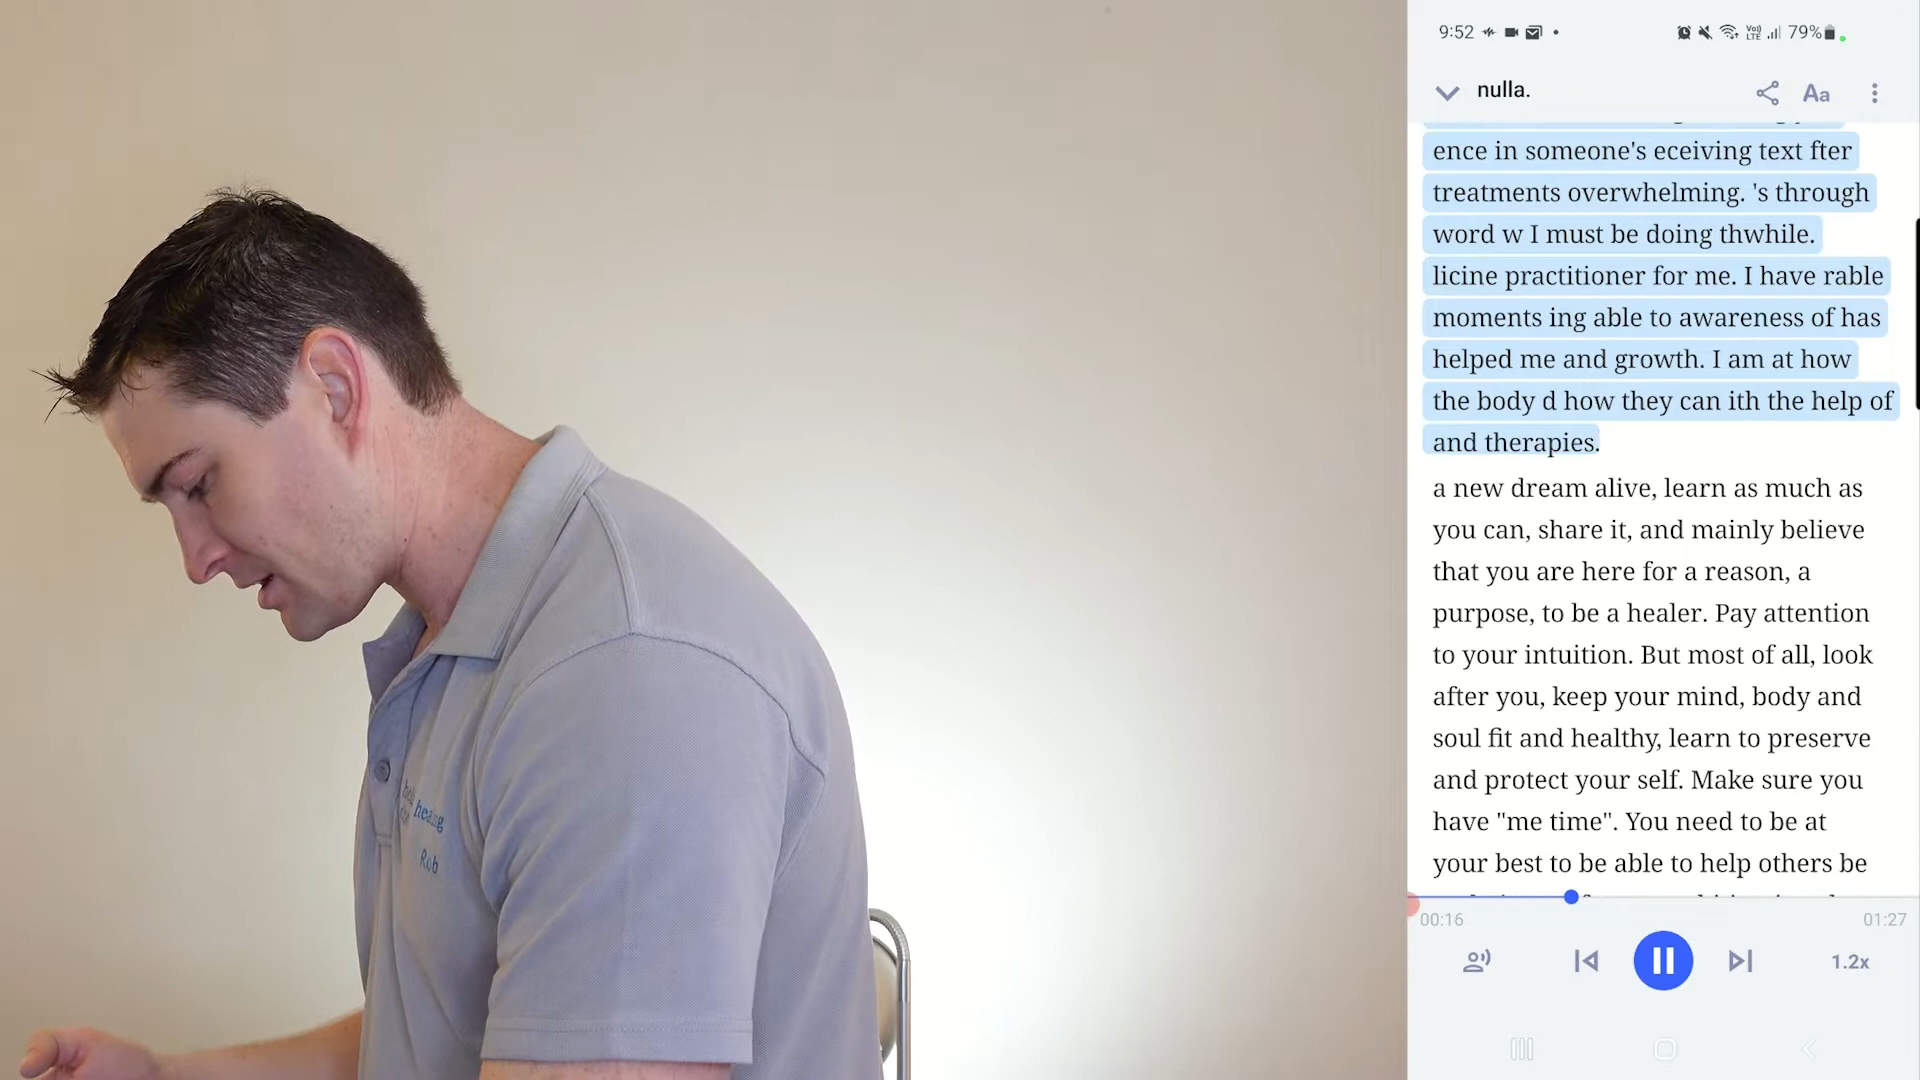 healing
Rob
9:52
Vo))
LTE
79%
nulla.
Aa
ence in someone's eceiving text fter
treatments overwhelming. 's through
word w I must be doing thwhile.
licine practitioner for me. I have rable
moments ing able to awareness of has
helped me and growth. I am at how
the body d how they can ith the help of
and therapies.
a new dream alive, learn as much as
you can, share it, and mainly believe
that you are here for a reason, a
purpose, to be a healer. Pay attention
to your intuition. But most of all, look
after you, keep your mind, body and
soul fit and healthy, learn to preserve
and protect your self. Make sure you
have "me time". You need to be at
your best to be able to help others be
00:16
01:27
1.2x